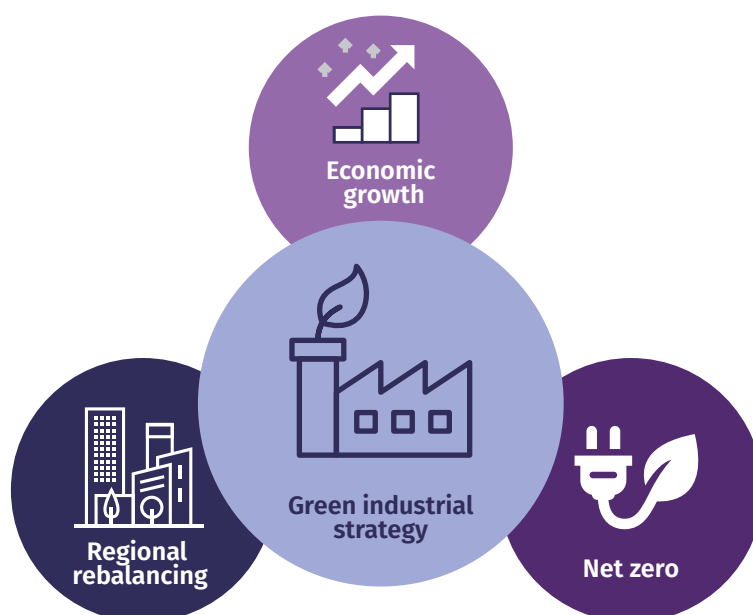 Economic
growth
Green industrial
strategy
Regional
rebalancing
Net zero